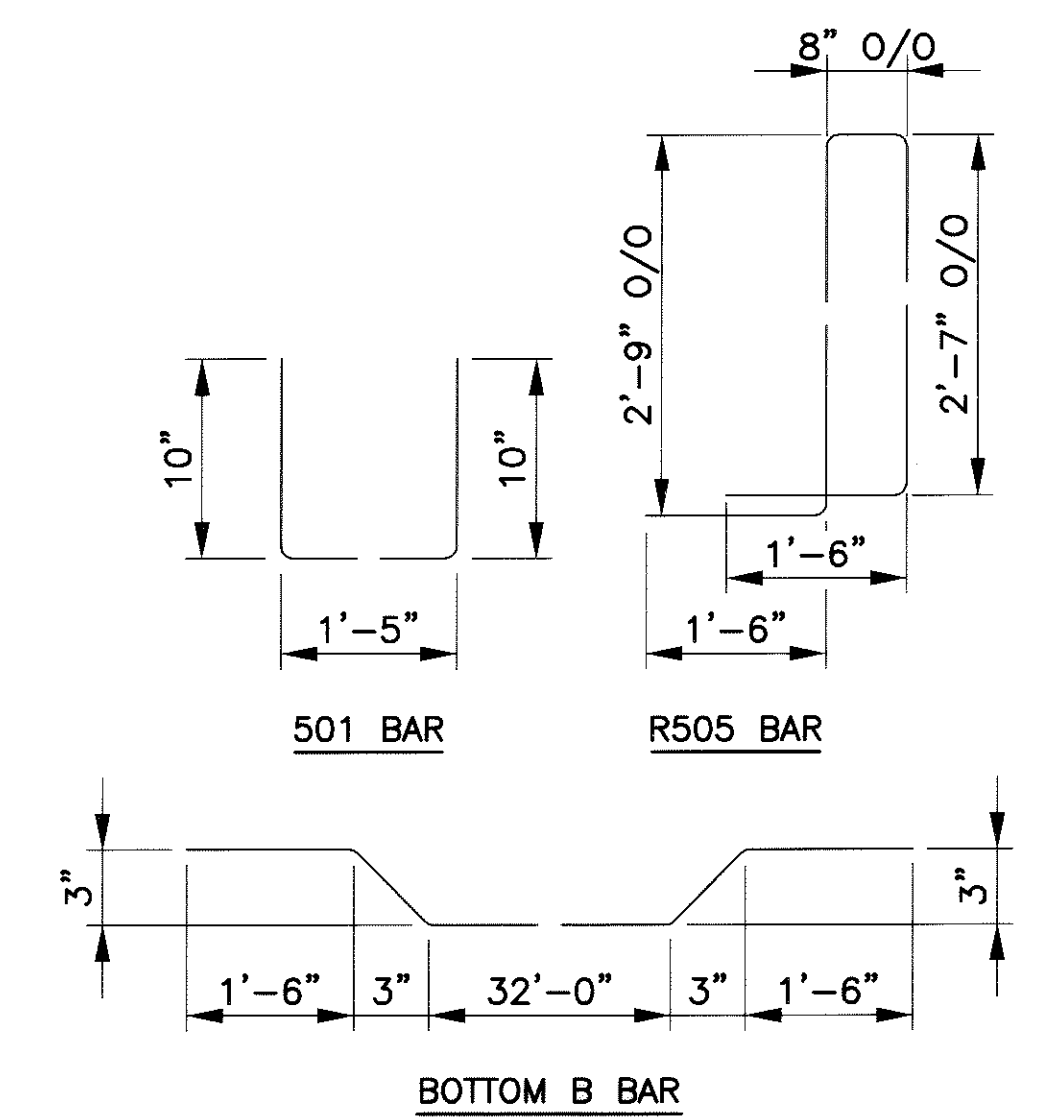 8” O/O
2’-9” O/O
2’-7” O/O
10”
10”
1’-6”
1’-5”
1’-6”
501 BAR
R505 BAR
3”
3”
1’-6”
3”
32’-0”
3”
1’-6”
BOTTOM B BAR